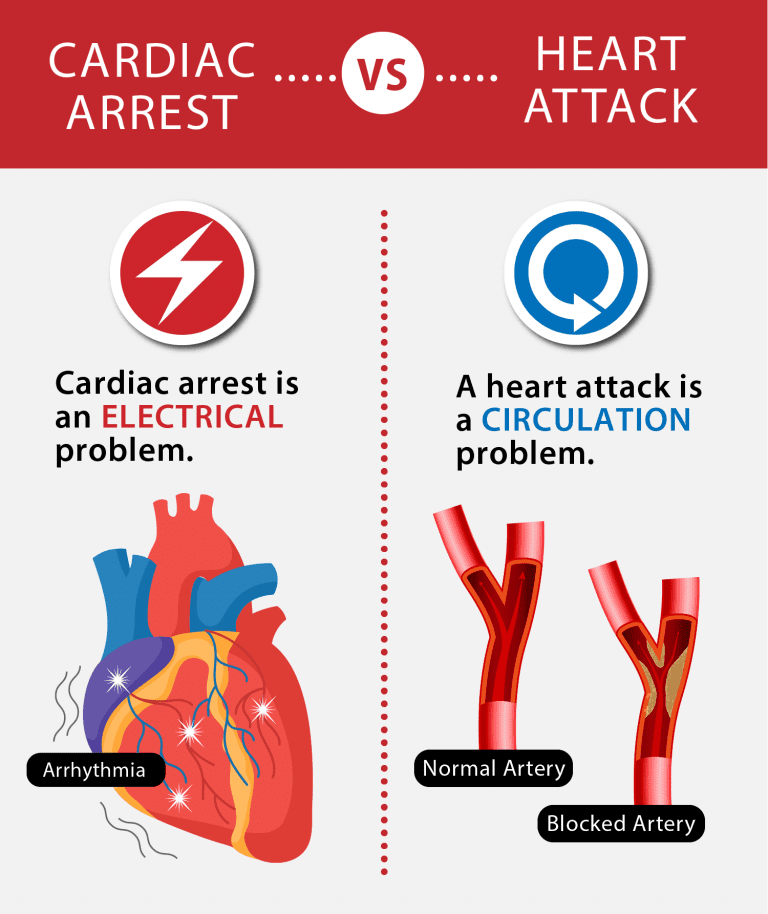 CARDIAC
ARREST
VS
HEART
ATTACK
Cardiac arrest is
an ELECTRICAL
problem.
A heart attack is
a CIRCULATION
problem.
Arrhythmia
Normal Artery
Blocked Artery